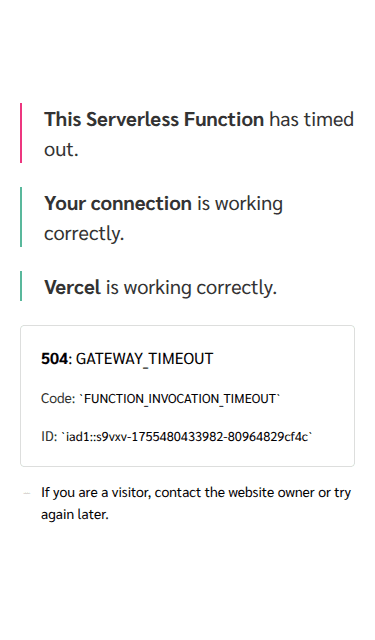 This Serverless Function has timed
out.
Your connection is working
correctly.
Vercel is working correctly.
504: GATEWAY_TIMEOUT
Code: `FUNCTION_INVOCATION_TIMEOUT`
ID: `iad1::s9vxv-1755480433982-80964829cf4c`
– If you are a visitor, contact the website owner or try
again later.